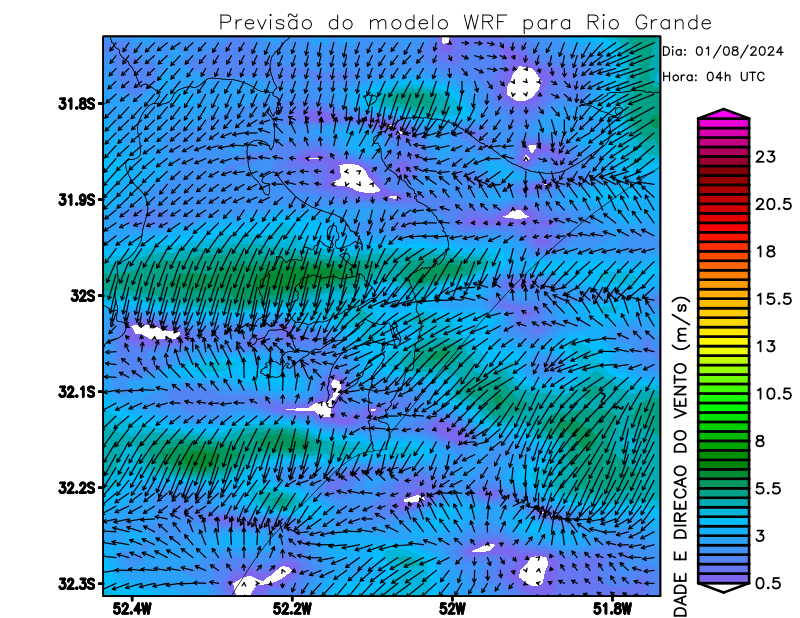 Previsão do modelo WRF para Rio Grande
Dia: 01/08/2024
Hora: 04h UTC
31.8S
31.9S
32S
32.1S
32.2S
32.3S
52.4W
52.2W
52W
51.8W
23
20.5
18
15.5
13
10.5
8
5.5
3
0.5
DADE E DIRECAO DO VENTO (m/s)